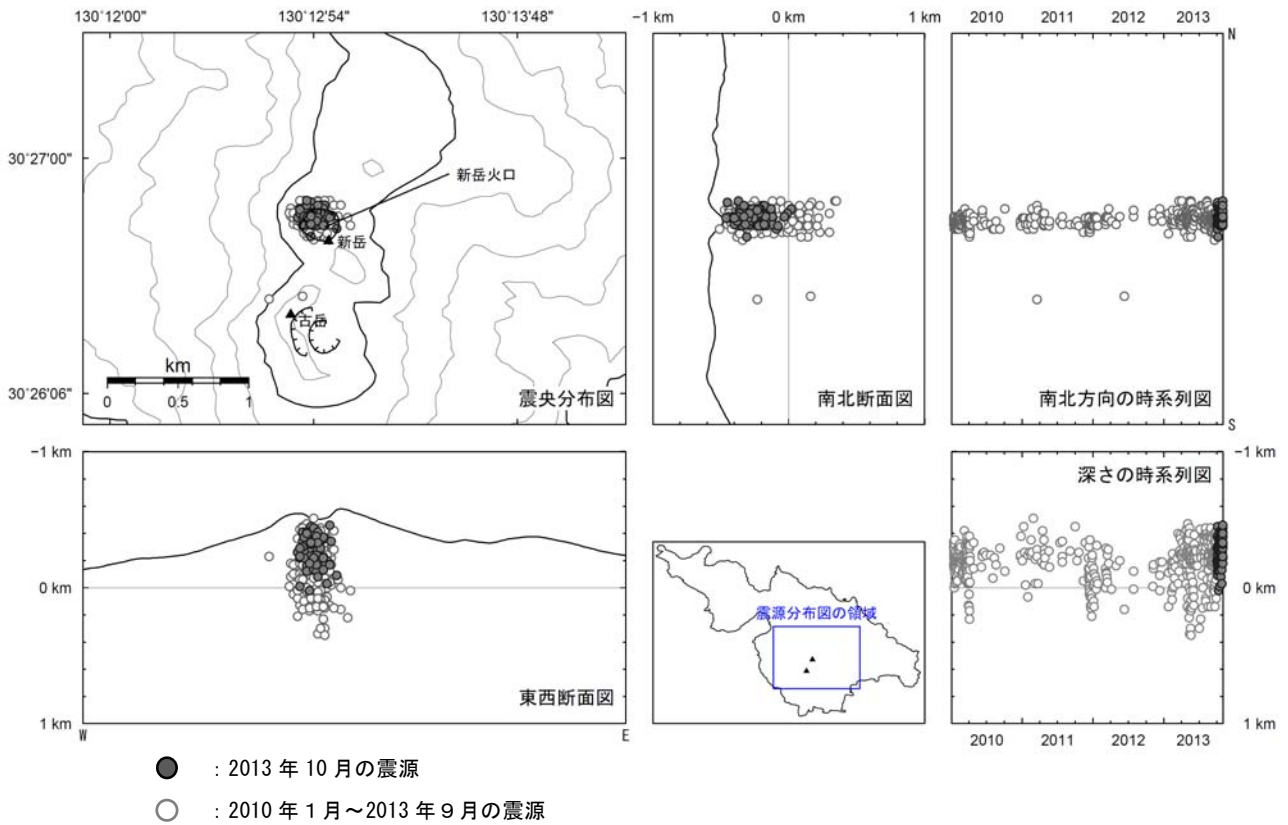 130°12'00" 130°12'54" 130°13'48" −1 km 0 km 1 km 2010 2011 2012 2013
N
30°27'00"
新岳火口
新岳
古岳
km
0 0.5 1
30°26'06"
震央分布図
南北断面図
南北方向の時系列図
S
−1 km
0 km
1 km
東西断面図
W E
震源分布図の領域
深さの時系列図
−1 km
0 km
1 km
2010 2011 2012 2013
：2013 年 10 月の震源
：2010 年１月～2013 年９月の震源